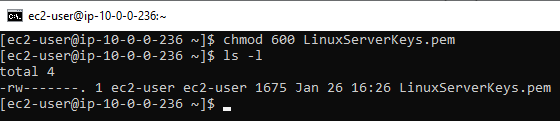 ec2-user@ip-10-0-0-236:~
[ec2-user@ip-10-0-0-236 ~]$ chmod 600 LinuxServerKeys.pem
[ec2-user@ip-10-0-0-236 ~]$ ls -l
total 4
-rw-------. 1 ec2-user ec2-user 1675 Jan 26 16:26 LinuxServerKeys.pem
[ec2-user@ip-10-0-0-236 ~]$